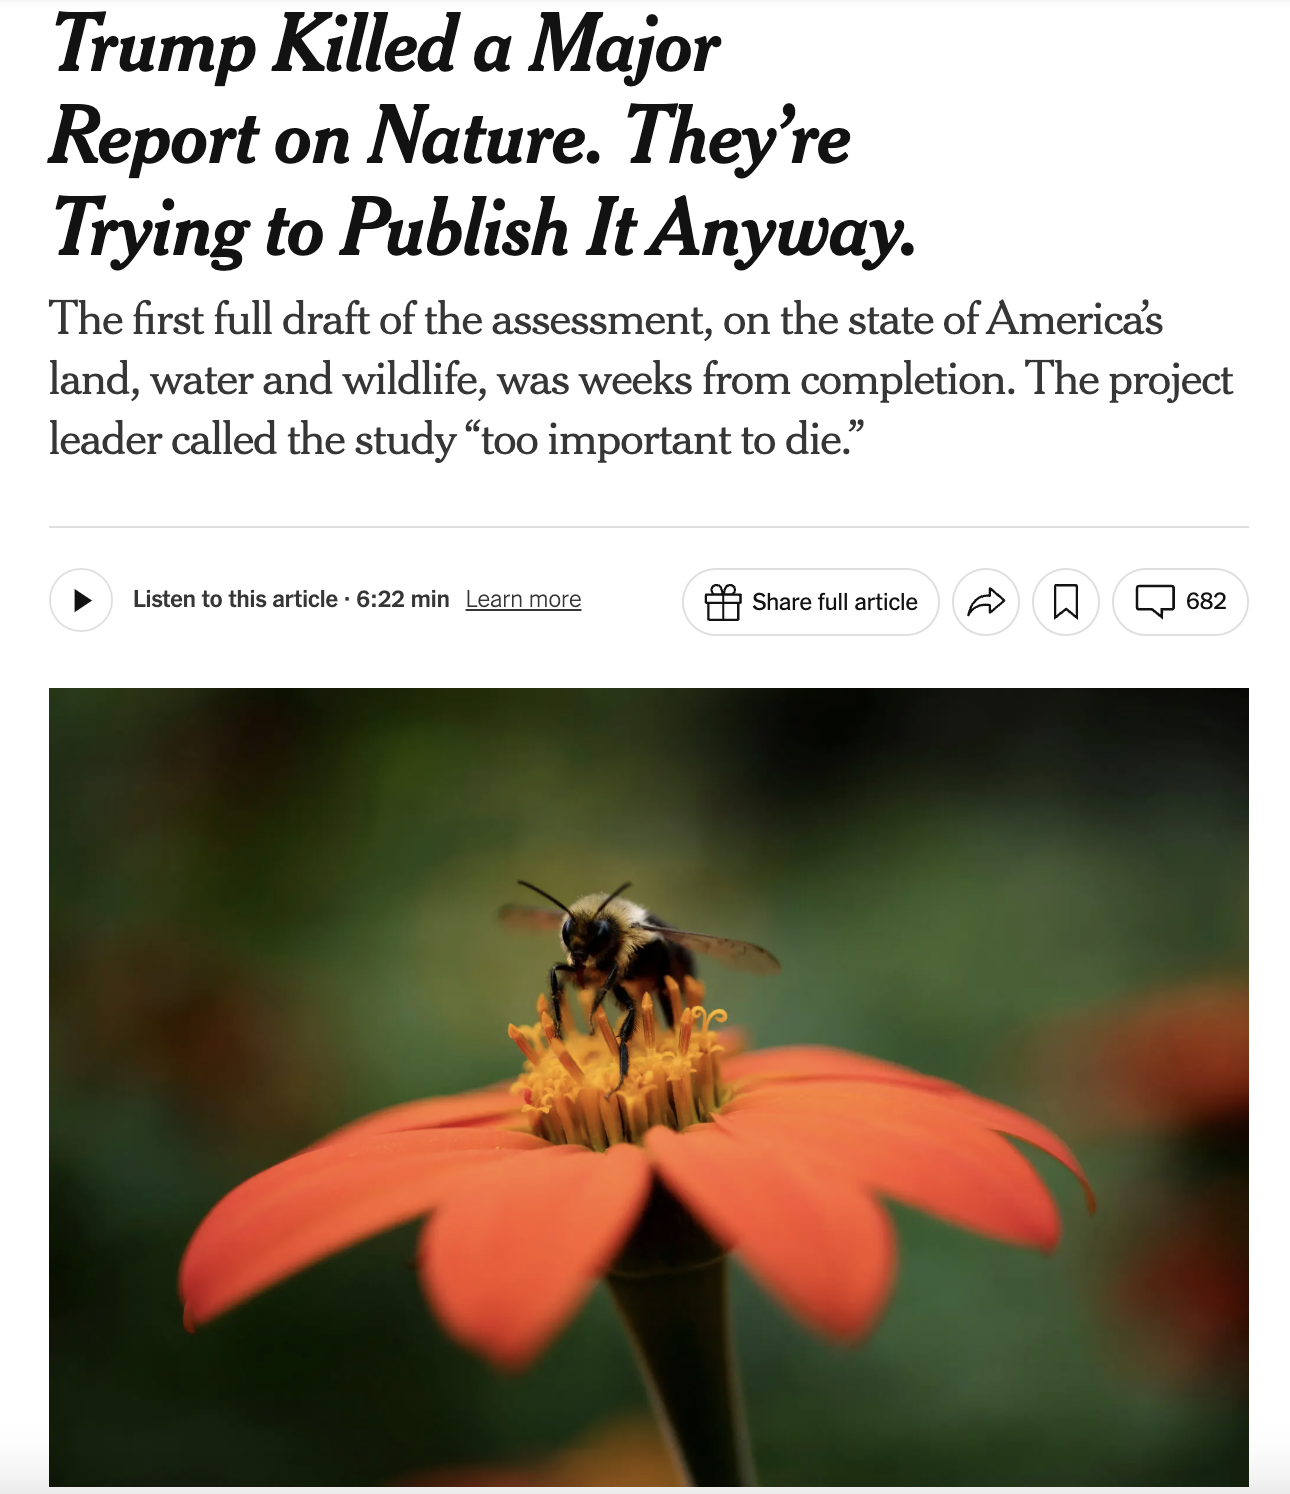 Trump Killed a Major
Report on Nature. They’re
Trying to Publish It Anyway.
The first full draft of the assessment, on the state of America’s
land, water and wildlife, was weeks from completion. The project
leader called the study “too important to die.”
Listen to this article · 6:22 min Learn more
Share full article
682